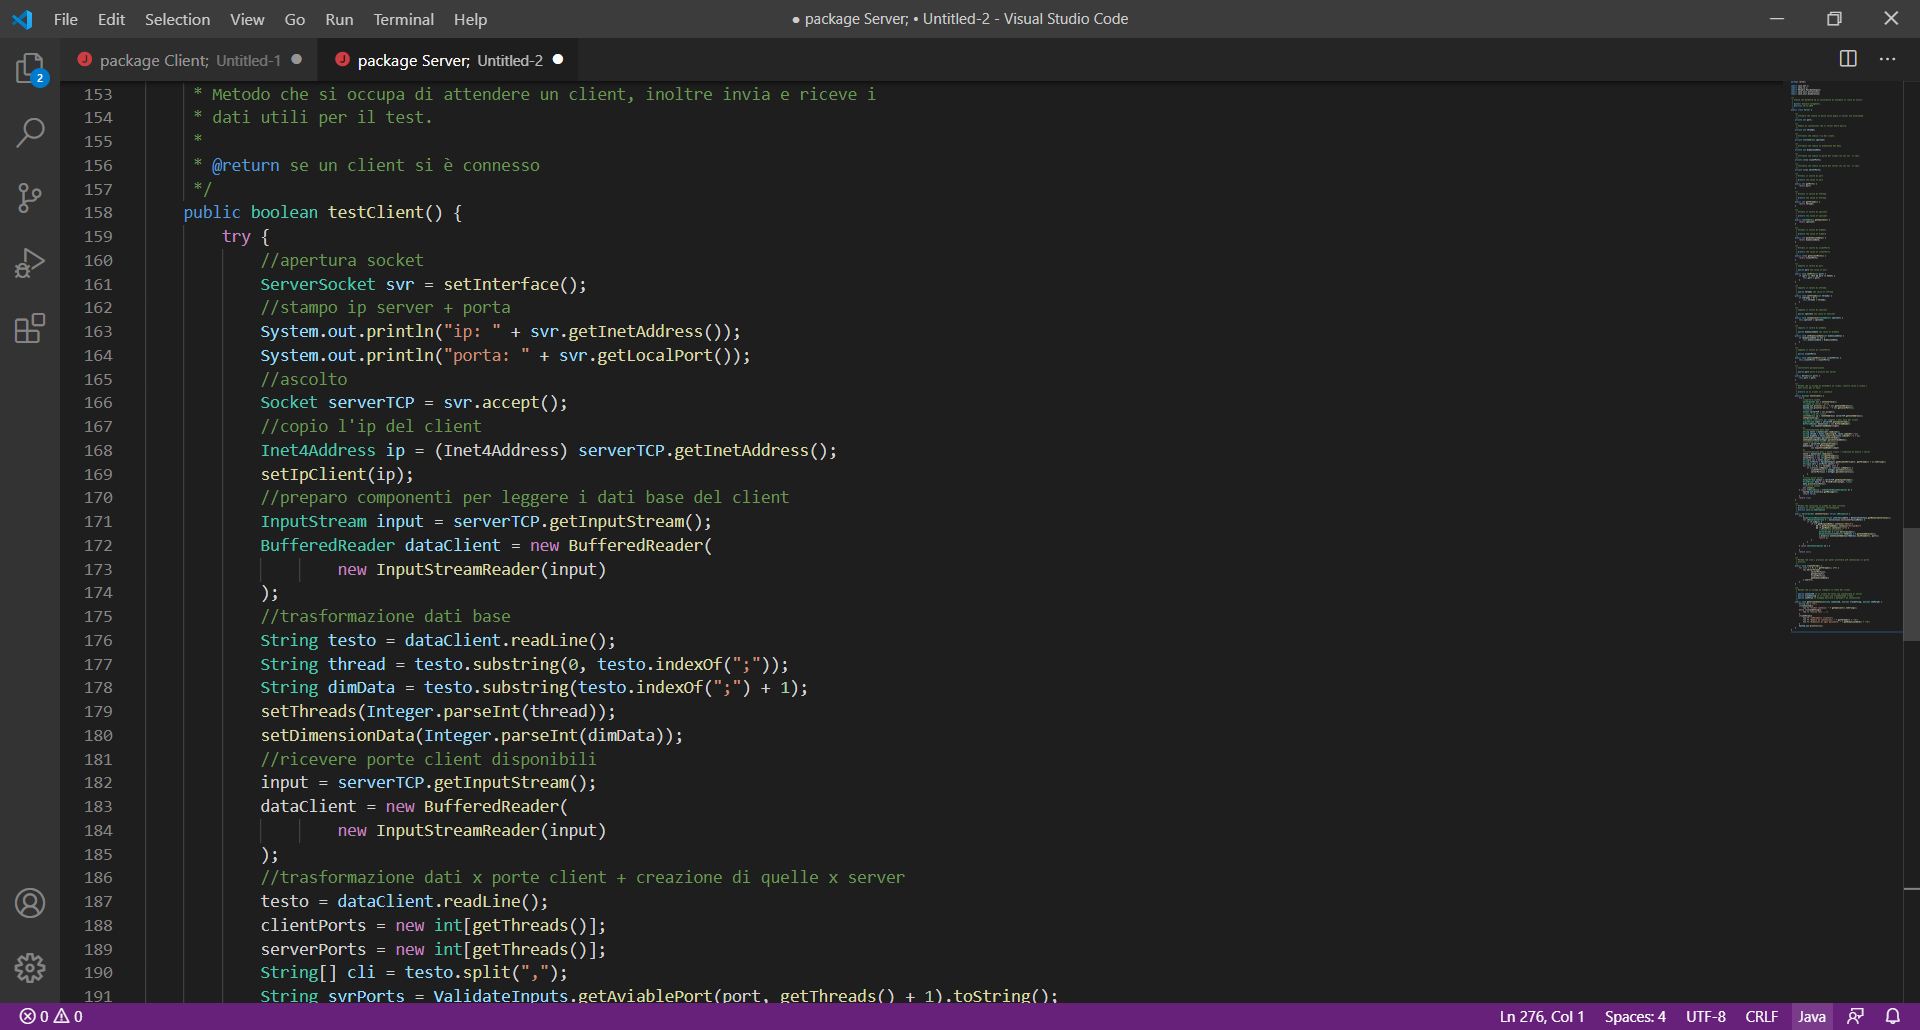 File Edit Selection View Go Run Terminal Help
● package Server; • Untitled-2 - Visual Studio Code
package Client; Untitled-1
package Server; Untitled-2
2
153 * Metodo che si occupa di attendere un client, inoltre invia e riceve i
154 * dati utili per il test.
155 *
156 * @return se un client si è connesso
157 */
158 public boolean testClient() {
159 try {
160 //apertura socket
161 ServerSocket svr = setInterface();
162 //stampo ip server + porta
163 System.out.println("ip: " + svr.getInetAddress());
164 System.out.println("porta: " + svr.getLocalPort());
165 //ascolto
166 Socket serverTCP = svr.accept();
167 //copio l'ip del client
168 Inet4Address ip = (Inet4Address) serverTCP.getInetAddress();
169 setIpClient(ip);
170 //preparo componenti per leggere i dati base del client
171 InputStream input = serverTCP.getInputStream();
172 BufferedReader dataClient = new BufferedReader(
173 new InputStreamReader(input)
174 );
175 //trasformazione dati base
176 String testo = dataClient.readLine();
177 String thread = testo.substring(0, testo.indexOf(";"));
178 String dimData = testo.substring(testo.indexOf(";") + 1);
179 setThreads(Integer.parseInt(thread));
180 setDimensionData(Integer.parseInt(dimData));
181 //ricevere porte client disponibili
182 input = serverTCP.getInputStream();
183 dataClient = new BufferedReader(
184 new InputStreamReader(input)
185 );
186 //trasformazione dati x porte client + creazione di quelle x server
187 testo = dataClient.readLine();
188 clientPorts = new int[getThreads()];
189 serverPorts = new int[getThreads()];
190 String[] cli = testo.split(",");
191 String svrPorts = ValidateInputs.getAviablePort(port, getThreads() + 1).toString();
0 0
Ln 276, Col 1 Spaces: 4 UTF-8 CRLF Java